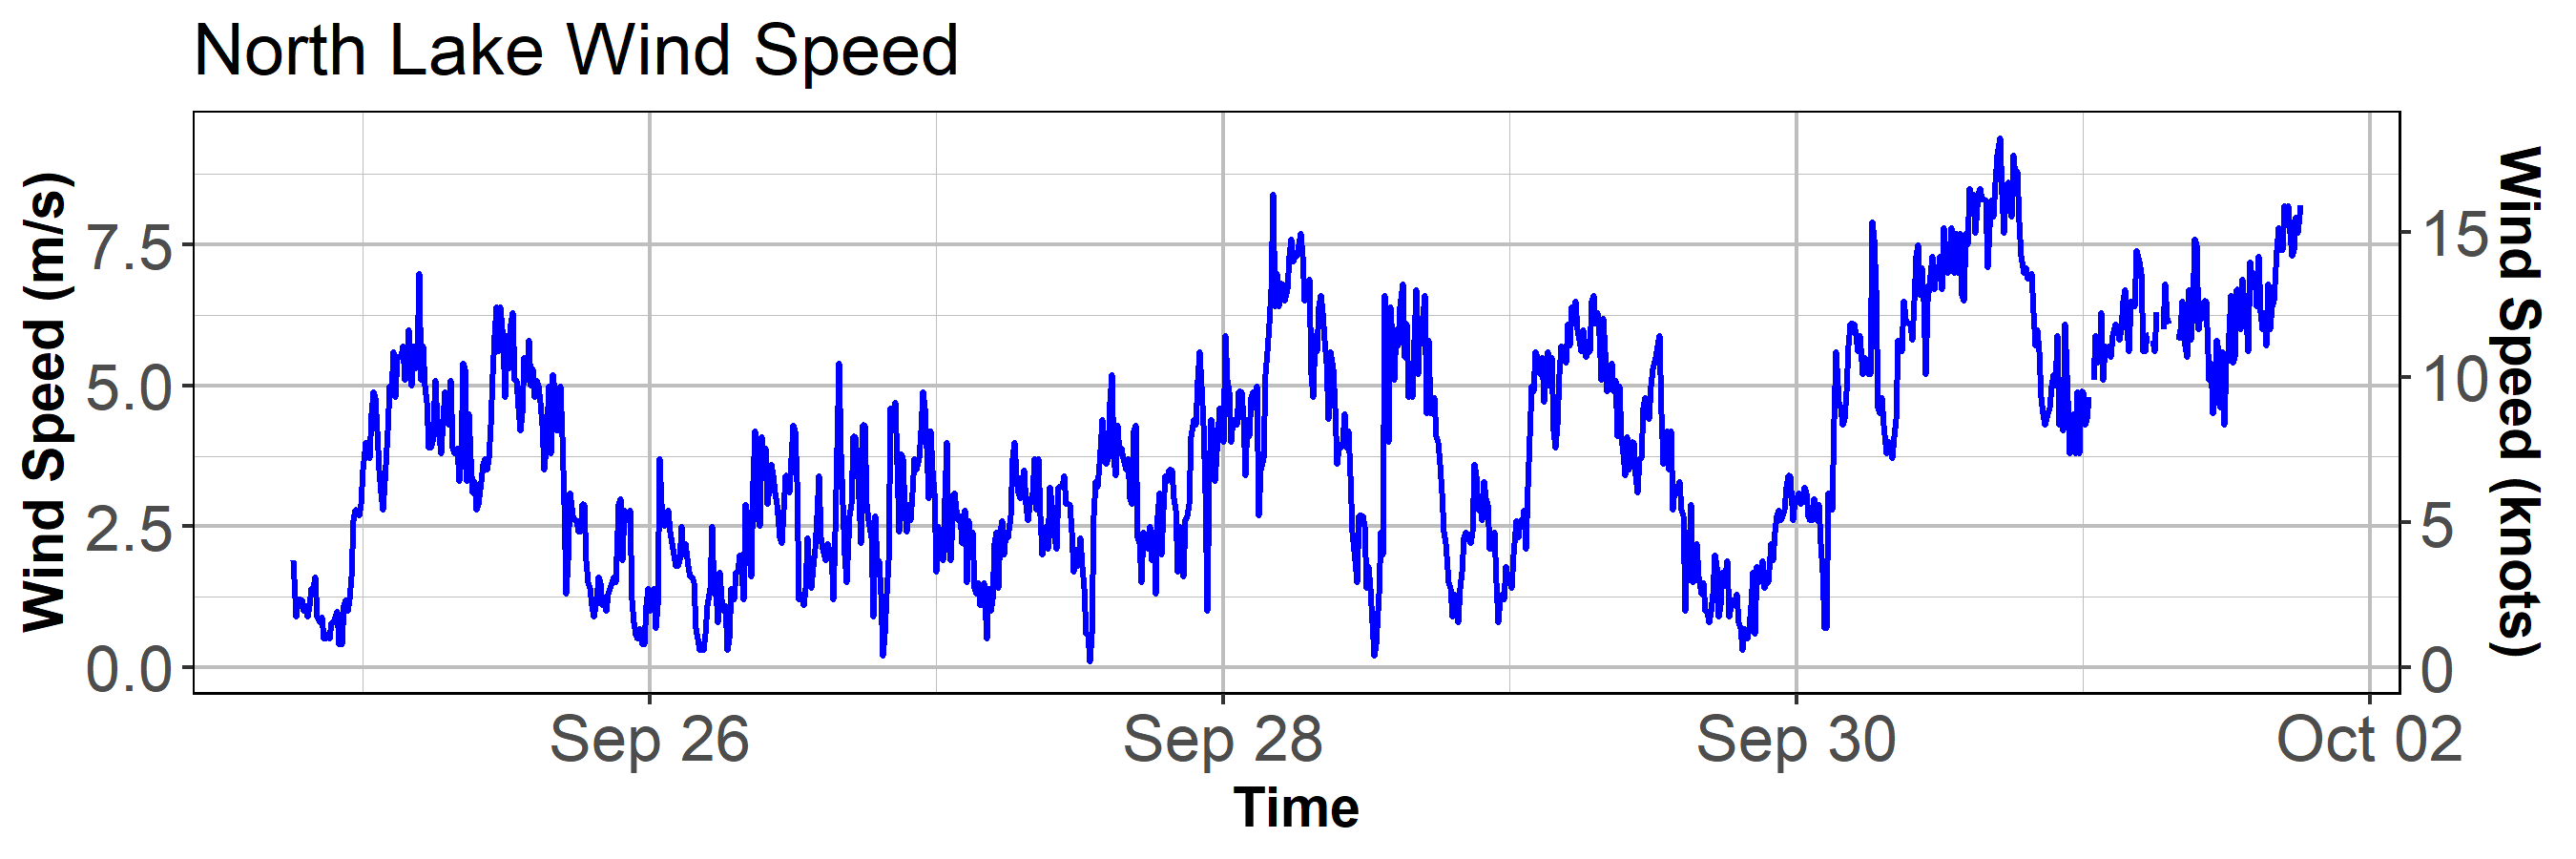 North Lake Wind Speed
Wind Speed (m/s)
7.5
5.0
2.5
0.0
15
10
5
0
Wind Speed (knots)
Sep 26
Sep 28
Sep 30
Oct 02
Time